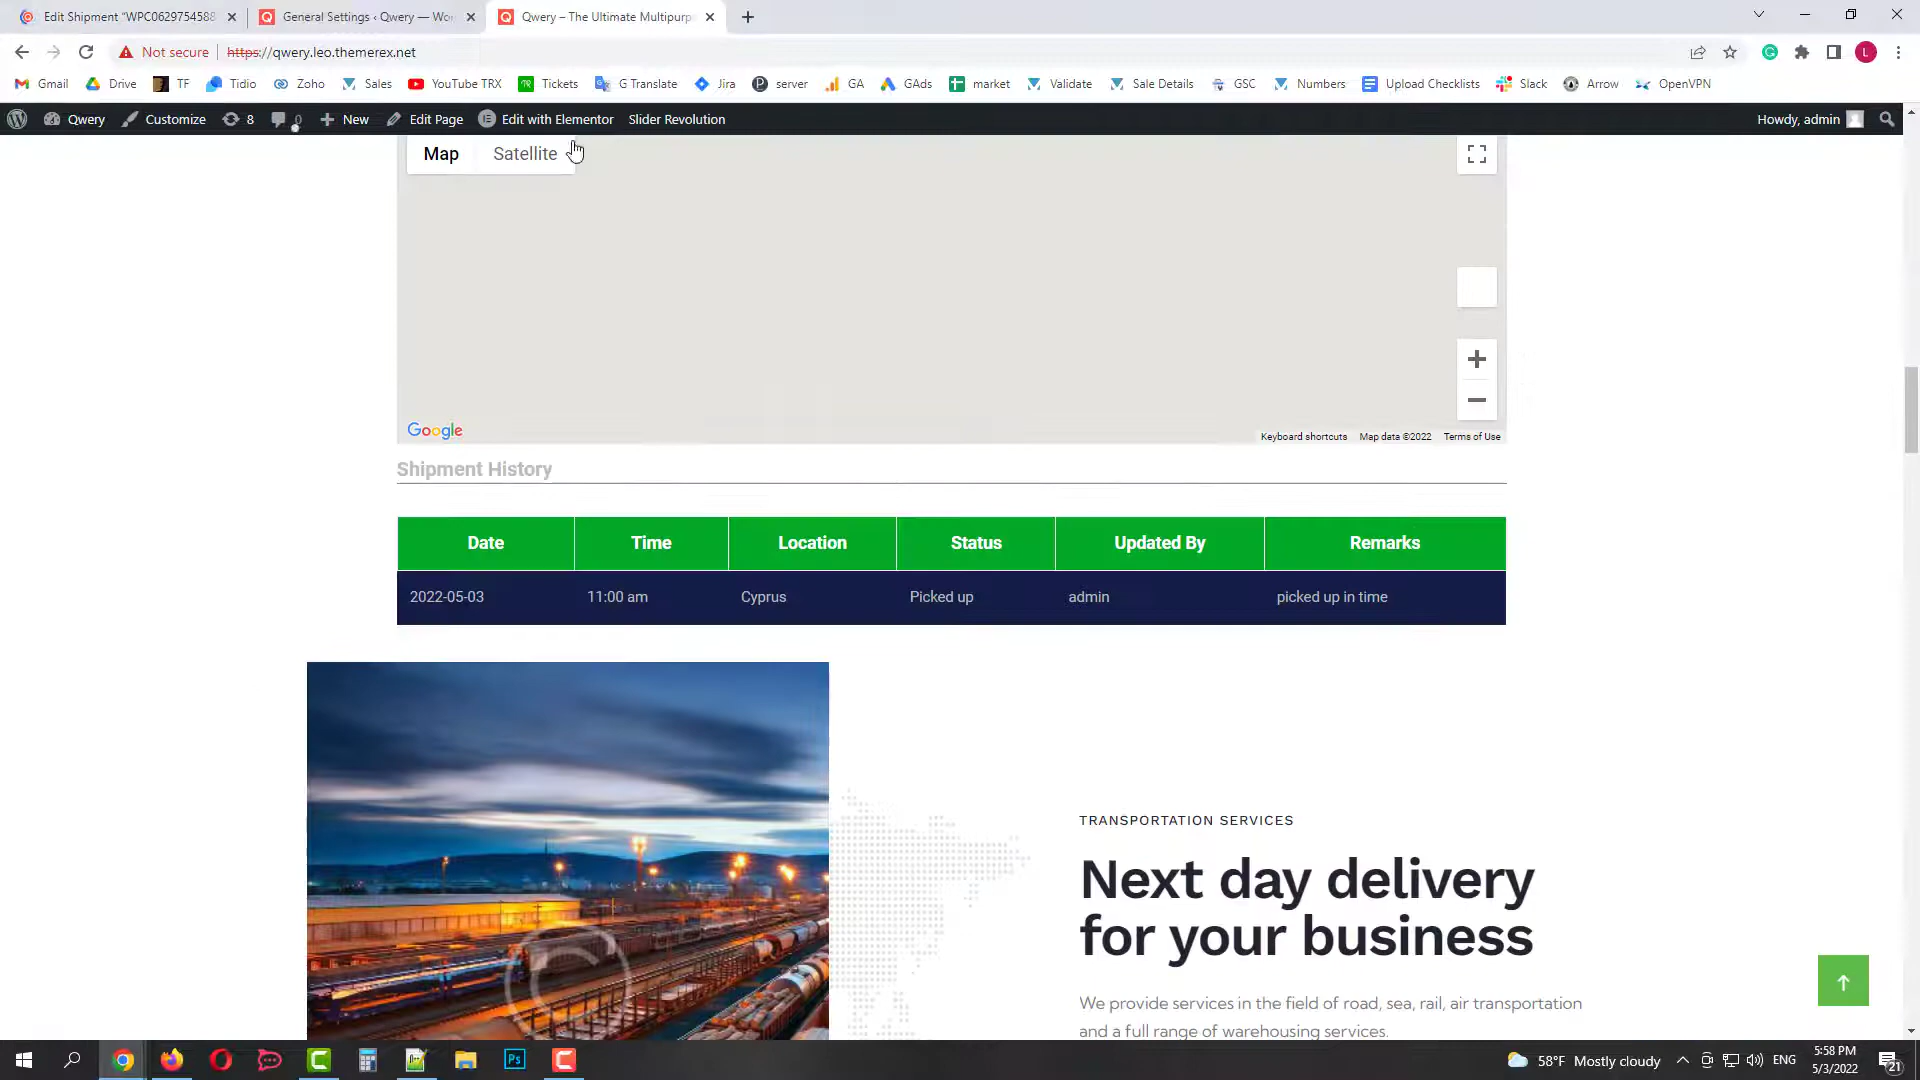 Edit Shipment "WPC0629754588
General Settings ‹ Qwery — Wo
Qwery – The Ultimate Multipurp
Not secure
https://qwery.leo.themerex.net
Gmail
Drive
TF
Tidio
Zoho
Sales
YouTube TRX
Tickets
G Translate
Jira
server
GA
GAds
market
Validate
Sale Details
GSC
Numbers
Upload Checklists
Slack
Arrow
OpenVPN
Qwery
Customize
8
0
New
Edit Page
Edit with Elementor
Slider Revolution
Howdy, admin
Map
Satellite
Google
Keyboard shortcuts
Map data ©2022
Terms of Use
Shipment History
Date Time Location Status Updated By Remarks
2022-05-03 11:00 am Cyprus Picked up admin picked up in time
TRANSPORTATION SERVICES
Next day delivery
for your business
We provide services in the field of road, sea, rail, air transportation
and a full range of warehousing services.
58°F Mostly cloudy
ENG
5:58 PM
5/3/2022
21